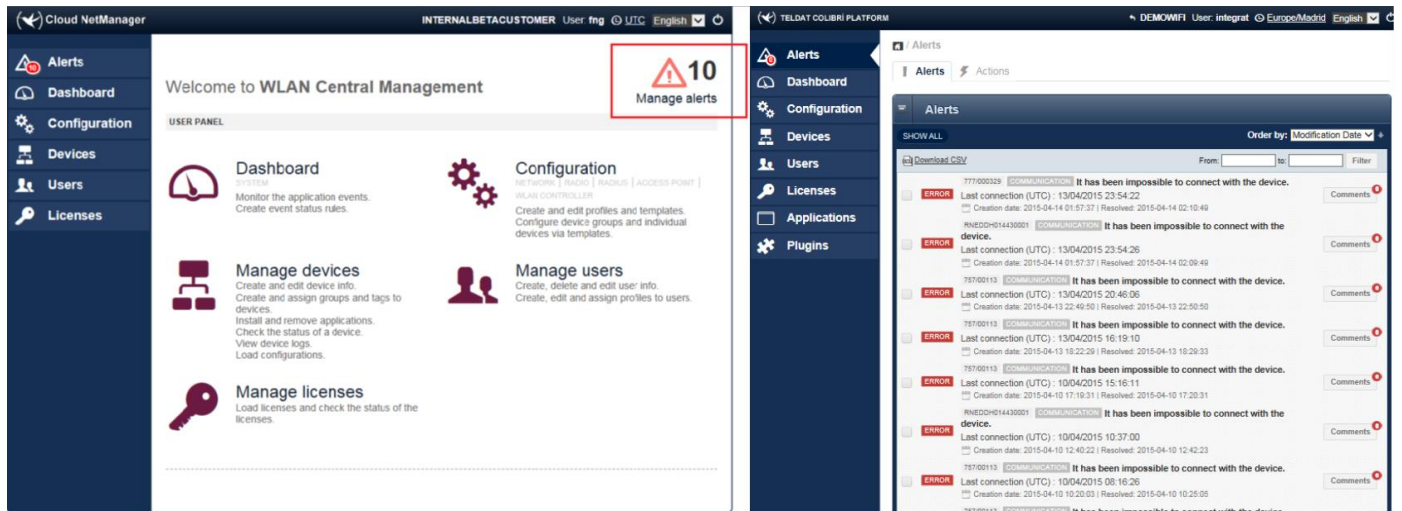 Cloud NetManager
INTERNALBETACUSTOMER User: fng UTC English
Alerts
10
Dashboard
Configuration
Devices
Users
Licenses
Welcome to WLAN Central Management
10
Manage alerts
USER PANEL
Dashboard
SYSTEM
Monitor the application events.
Create event status rules.
Configuration
NETWORK | RADIO | RADIUS | ACCESS POINT |
WLAN CONTROLLER
Create and edit profiles and templates.
Configure device groups and individual
devices via templates.
Manage devices
Create and edit device info.
Create and assign groups and tags to
devices.
Install and remove applications.
Check the status of a device.
View device logs.
Load configurations.
Manage users
Create, delete and edit user info.
Create, edit and assign profiles to users.
Manage licenses
Load licenses and check the status of the
licenses.
TELDAT COLIBRÍ PLATFORM
DEMOWIFI User: integrat Europe/Madrid English
Alerts
Dashboard
Configuration
Devices
Users
Licenses
Applications
Plugins
/ Alerts
Alerts Actions
Alerts
SHOW ALL Order by: Modification Date
Download CSV From: to: Filter
777/000329 COMMUNICATION It has been impossible to connect with the device.
ERROR Last connection (UTC) : 13/04/2015 23:54:22 Comments
Creation date: 2015-04-14 01:57:37 | Resolved: 2015-04-14 02:10:49
RNEDDH014430001 COMMUNICATION It has been impossible to connect with the
device.
ERROR Last connection (UTC) : 13/04/2015 23:54:26 Comments
Creation date: 2015-04-14 01:57:37 | Resolved: 2015-04-14 02:09:49
757/00113 COMMUNICATION It has been impossible to connect with the device.
ERROR Last connection (UTC) : 13/04/2015 20:46:06 Comments
Creation date: 2015-04-13 22:49:50 | Resolved: 2015-04-13 22:50:50
757/00113 COMMUNICATION It has been impossible to connect with the device.
ERROR Last connection (UTC) : 13/04/2015 16:19:10 Comments
Creation date: 2015-04-13 18:22:29 | Resolved: 2015-04-13 18:29:33
757/00113 COMMUNICATION It has been impossible to connect with the device.
ERROR Last connection (UTC) : 10/04/2015 15:16:11 Comments
Creation date: 2015-04-10 17:19:31 | Resolved: 2015-04-10 17:20:31
RNEDDH014430001 COMMUNICATION It has been impossible to connect with the
device.
ERROR Last connection (UTC) : 10/04/2015 10:37:00 Comments
Creation date: 2015-04-10 12:40:22 | Resolved: 2015-04-10 12:42:23
757/00113 COMMUNICATION It has been impossible to connect with the device.
ERROR Last connection (UTC) : 10/04/2015 08:16:26 Comments
Creation date: 2015-04-10 10:20:03 | Resolved: 2015-04-10 10:25:05